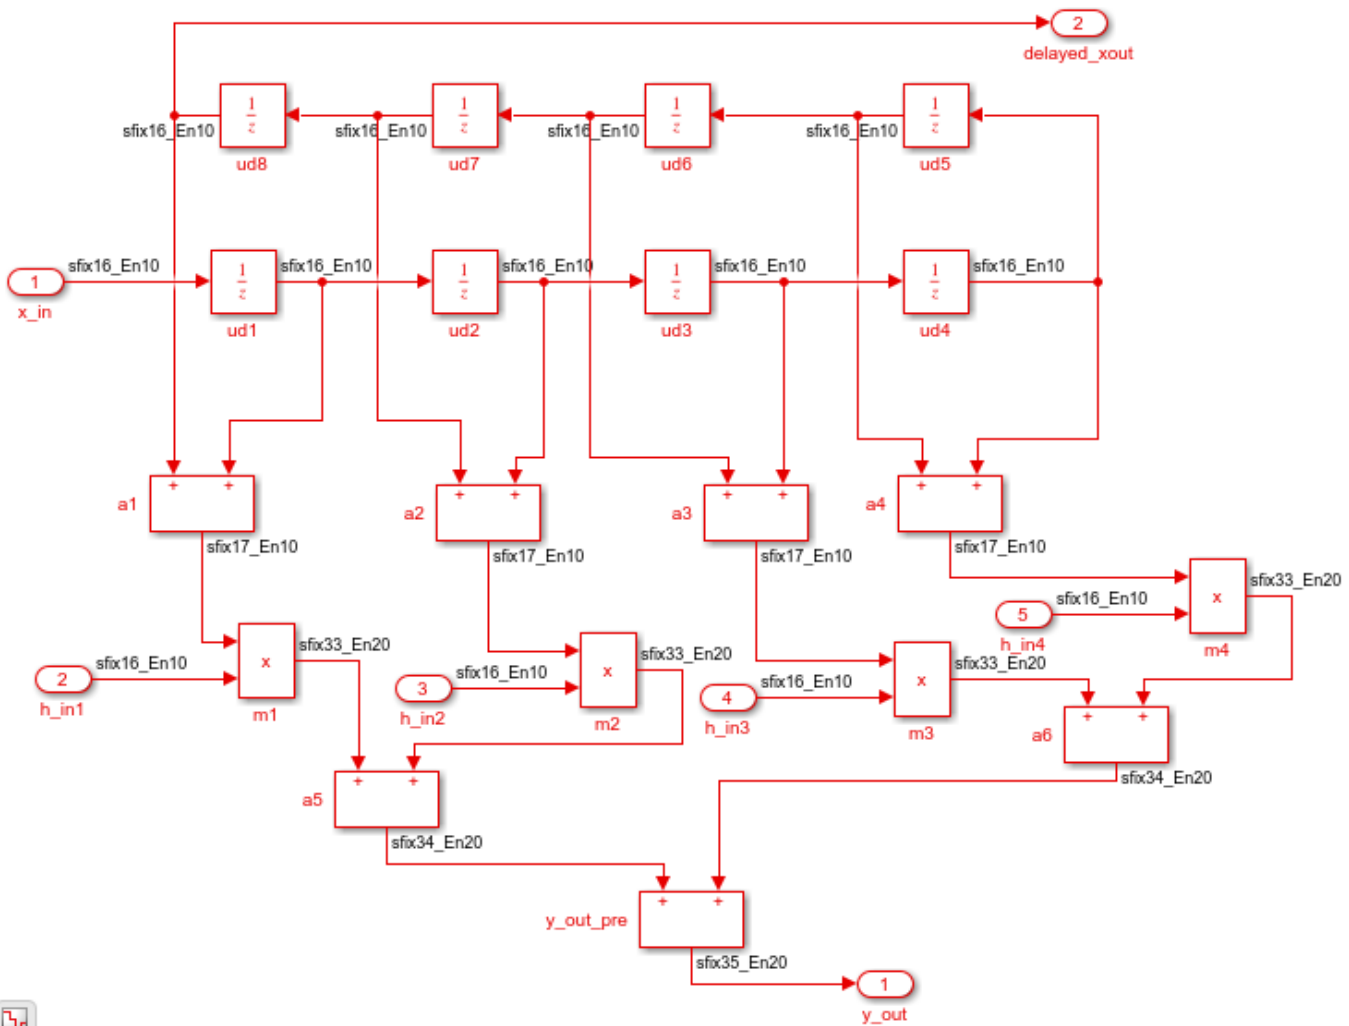 2
delayed_xout
1
z
1
z
1
z
1
z
sfix16_En10 sfix16_En10 sfix16_En10 sfix16_En10
ud8 ud7 ud6 ud5
sfix16_En10 sfix16_En10 sfix16_En10 sfix16_En10 sfix16_En10
1
1
z
1
z
1
z
1
z
x_in
ud1 ud2 ud3 ud4
+ + + + + + + +
a1 a2 a3 a4
sfix17_En10 sfix17_En10 sfix17_En10 sfix17_En10
sfix33_En20
x
sfix16_En10
5
h_in4
m4
sfix33_En20
x
sfix16_En10
2
h_in1
m1
sfix33_En20
x
sfix16_En10
3
h_in2
m2
sfix33_En20
x
sfix16_En10
4
h_in3
m3
+ +
a6
sfix34_En20
+ +
a5
sfix34_En20
+ +
y_out_pre
sfix35_En20
1
y_out